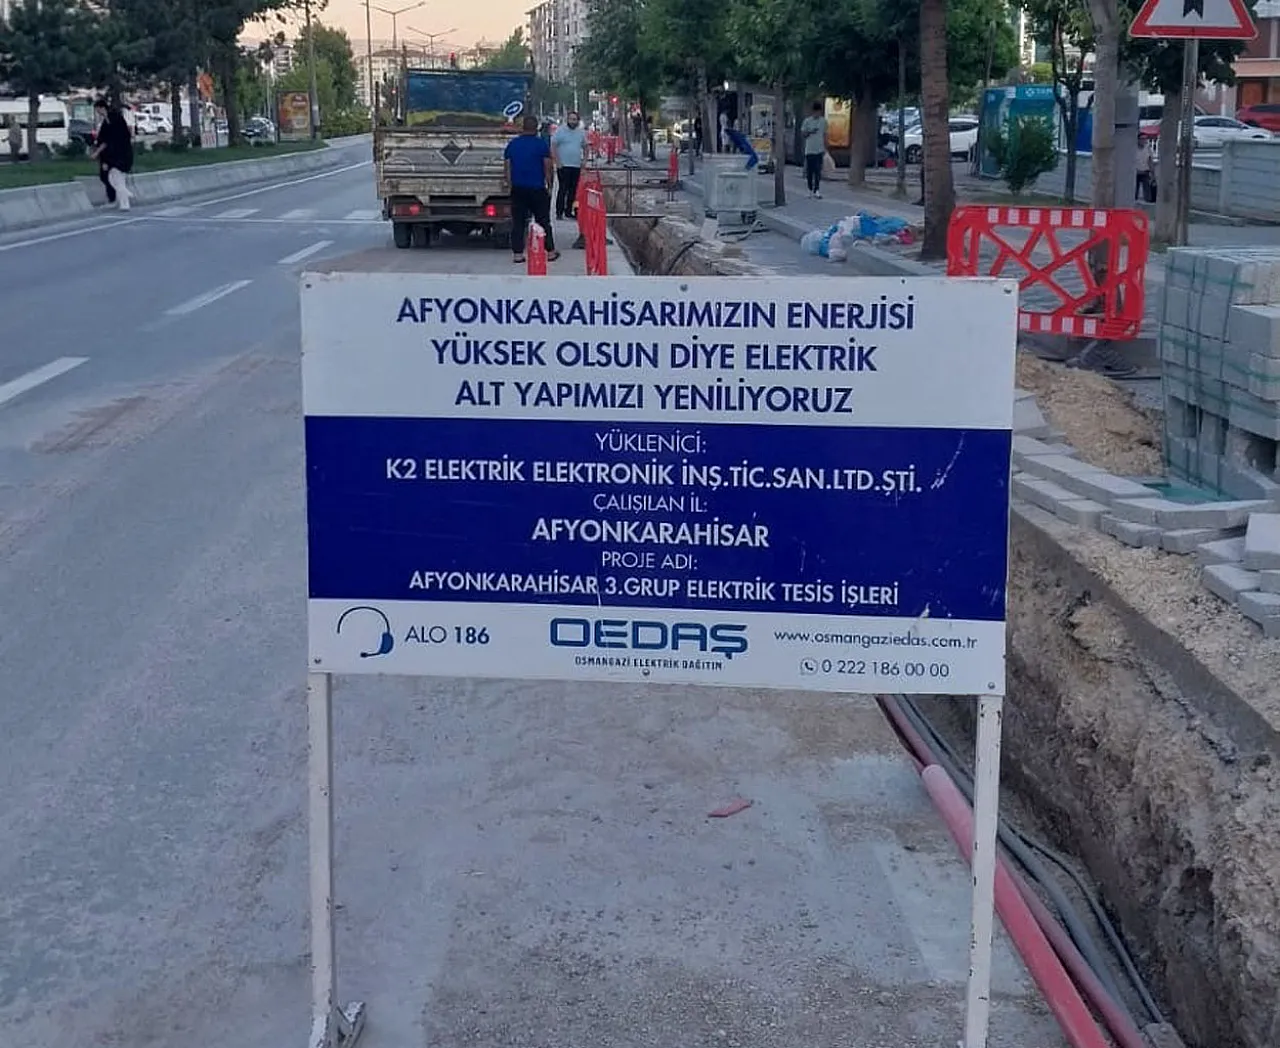 AFYONKARAHİSARIMIZIN ENERJİSİ
YÜKSEK OLSUN DİYE ELEKTRİK
ALT YAPIMIZI YENİLİYORUZ
YÜKLENİCİ:
K2 ELEKTRİK ELEKTRONİK İNŞ.TİC.SAN.LTD.ŞTİ.
ÇALIŞILAN İL:
AFYONKARAHİSAR
PROJE ADI:
AFYONKARAHİSAR 3.GRUP ELEKTRİK TESİS İŞLERİ
ALO 186
OEDAŞ
OSMANGAZİ ELEKTRİK DAĞITIM
www.osmangaziedas.com.tr
0 222 186 00 00